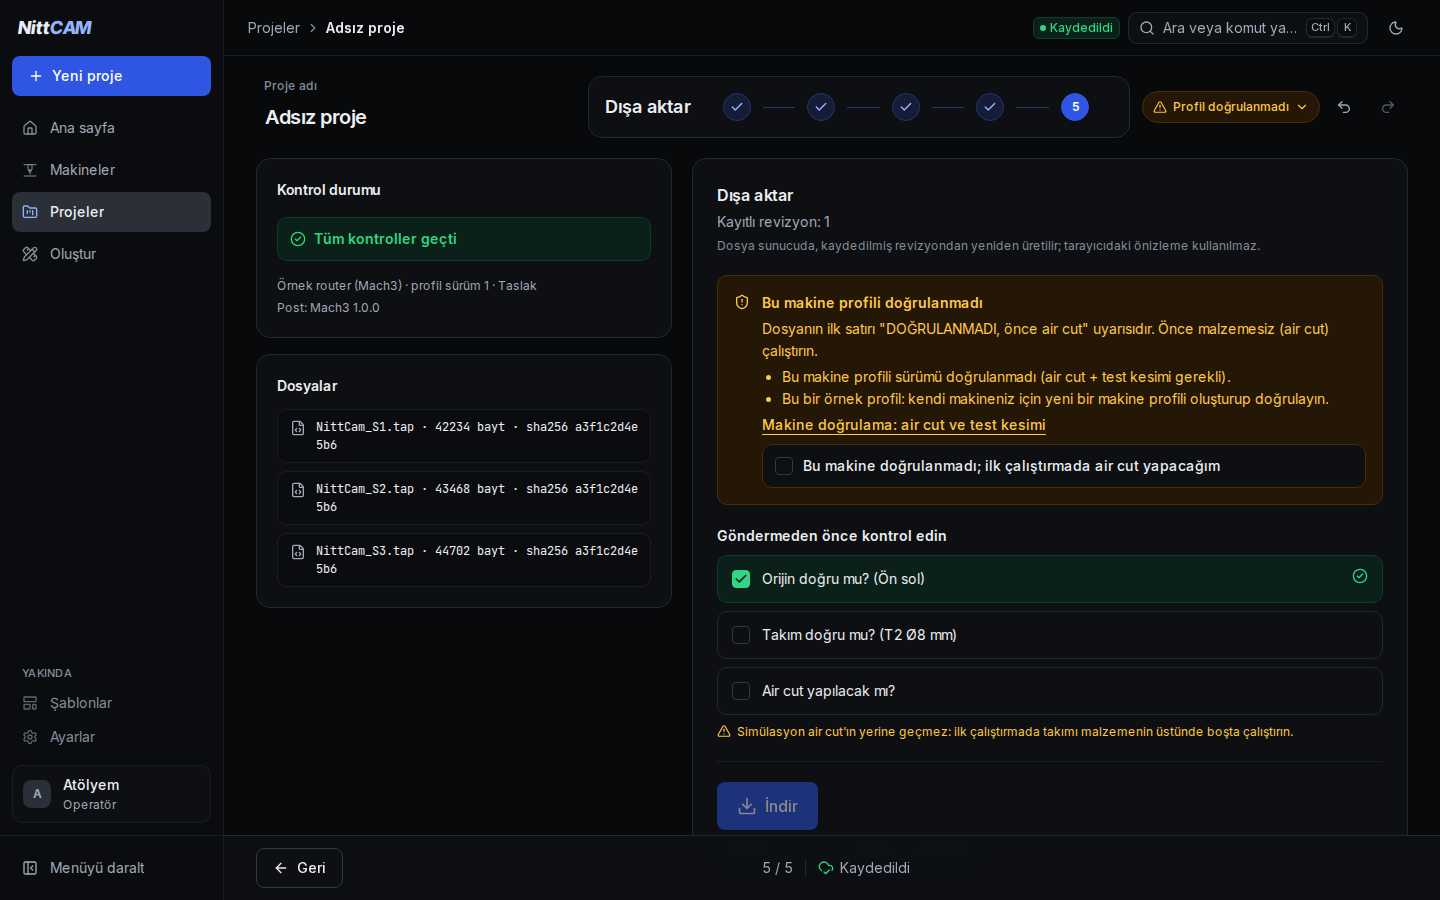 NittCAM
Yeni proje
Ana sayfa
Makineler
Projeler
Oluştur
YAKINDA
Şablonlar
Ayarlar
A
Atölyem
Operatör
Menüyü daralt
Projeler > Adsız proje
Kaydedildi
Ara veya komut ya… Ctrl K
Proje adı
Adsız proje
Dışa aktar
5
Profil doğrulanmadı
Kontrol durumu
Tüm kontroller geçti
Örnek router (Mach3) · profil sürüm 1 · Taslak
Post: Mach3 1.0.0
Dosyalar
NittCam_S1.tap · 42234 bayt · sha256 a3f1c2d4e
5b6
NittCam_S2.tap · 43468 bayt · sha256 a3f1c2d4e
5b6
NittCam_S3.tap · 44702 bayt · sha256 a3f1c2d4e
5b6
Dışa aktar
Kayıtlı revizyon: 1
Dosya sunucuda, kaydedilmiş revizyondan yeniden üretilir; tarayıcıdaki önizleme kullanılmaz.
Bu makine profili doğrulanmadı
Dosyanın ilk satırı "DOĞRULANMADI, önce air cut" uyarısıdır. Önce malzemesiz (air cut)
çalıştırın.
• Bu makine profili sürümü doğrulanmadı (air cut + test kesimi gerekli).
• Bu bir örnek profil: kendi makineniz için yeni bir makine profili oluşturup doğrulayın.
Makine doğrulama: air cut ve test kesimi
Bu makine doğrulanmadı; ilk çalıştırmada air cut yapacağım
Göndermeden önce kontrol edin
Orijin doğru mu? (Ön sol)
Takım doğru mu? (T2 Ø8 mm)
Air cut yapılacak mı?
Simülasyon air cut'ın yerine geçmez: ilk çalıştırmada takımı malzemenin üstünde boşta çalıştırın.
İndir
Geri
5 / 5
Kaydedildi